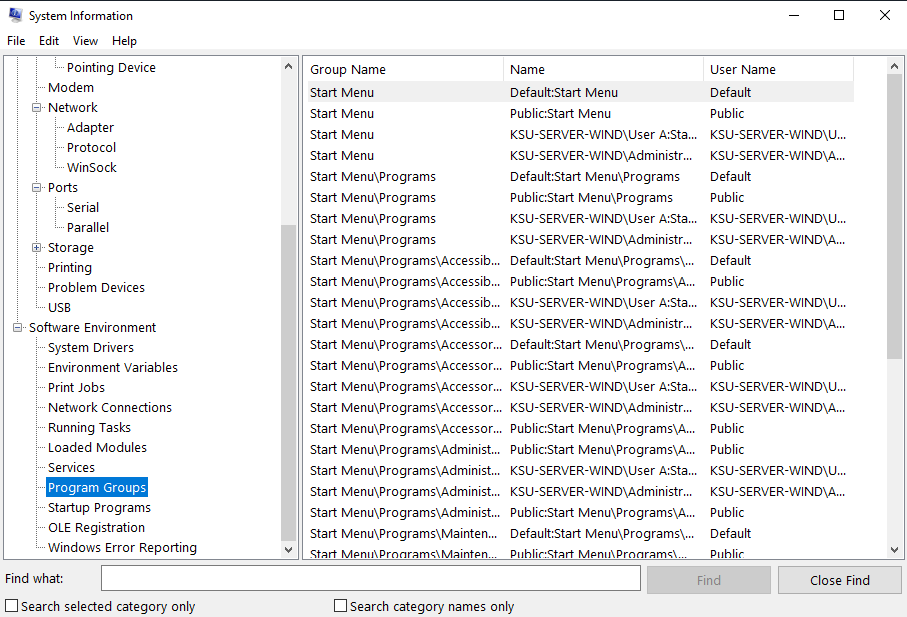 System Information
File Edit View Help
Pointing Device
Modem
Network
Adapter
Protocol
WinSock
Ports
Serial
Parallel
Storage
Printing
Problem Devices
USB
Software Environment
System Drivers
Environment Variables
Print Jobs
Network Connections
Running Tasks
Loaded Modules
Services
Program Groups
Startup Programs
OLE Registration
Windows Error Reporting
Group Name Name User Name
Start Menu Default:Start Menu Default
Start Menu Public:Start Menu Public
Start Menu KSU-SERVER-WIND\User A:Sta... KSU-SERVER-WIND\U...
Start Menu KSU-SERVER-WIND\Administr... KSU-SERVER-WIND\A...
Start Menu\Programs Default:Start Menu\Programs Default
Start Menu\Programs Public:Start Menu\Programs Public
Start Menu\Programs KSU-SERVER-WIND\User A:Sta... KSU-SERVER-WIND\U...
Start Menu\Programs KSU-SERVER-WIND\Administr... KSU-SERVER-WIND\A...
Start Menu\Programs\Accessib... Default:Start Menu\Programs\... Default
Start Menu\Programs\Accessib... Public:Start Menu\Programs\A... Public
Start Menu\Programs\Accessib... KSU-SERVER-WIND\User A:Sta... KSU-SERVER-WIND\U...
Start Menu\Programs\Accessib... KSU-SERVER-WIND\Administr... KSU-SERVER-WIND\A...
Start Menu\Programs\Accessor... Default:Start Menu\Programs\... Default
Start Menu\Programs\Accessor... Public:Start Menu\Programs\A... Public
Start Menu\Programs\Accessor... KSU-SERVER-WIND\User A:Sta... KSU-SERVER-WIND\U...
Start Menu\Programs\Accessor... KSU-SERVER-WIND\Administr... KSU-SERVER-WIND\A...
Start Menu\Programs\Accessor... Public:Start Menu\Programs\A... Public
Start Menu\Programs\Administ... Public:Start Menu\Programs\A... Public
Start Menu\Programs\Administ... KSU-SERVER-WIND\User A:Sta... KSU-SERVER-WIND\U...
Start Menu\Programs\Administ... KSU-SERVER-WIND\Administr... KSU-SERVER-WIND\A...
Start Menu\Programs\Administ... Public:Start Menu\Programs\A... Public
Start Menu\Programs\Mainten... Default:Start Menu\Programs\... Default
Start Menu\Programs\Mainten... Public:Start Menu\Programs\... Public
Find what: Find Close Find
Search selected category only Search category names only